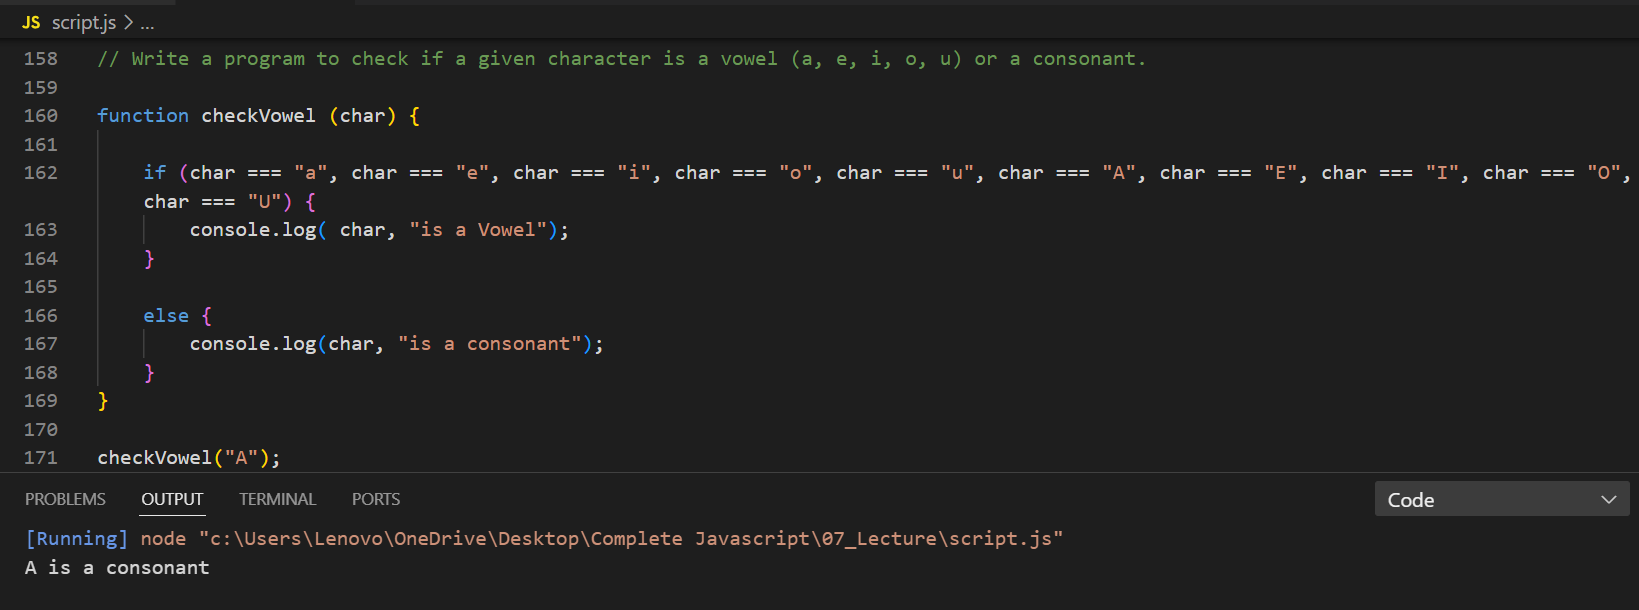 JS script.js > ...
158 // Write a program to check if a given character is a vowel (a, e, i, o, u) or a consonant.
159
160 function checkVowel (char) {
161
162     if (char === "a", char === "e", char === "i", char === "o", char === "u", char === "A", char === "E", char === "I", char === "O",
    char === "U") {
163         console.log( char, "is a Vowel");
164     }
165
166     else {
167         console.log(char, "is a consonant");
168     }
169 }
170
171 checkVowel("A");
PROBLEMS OUTPUT TERMINAL PORTS Code
[Running] node "c:\Users\Lenovo\OneDrive\Desktop\Complete Javascript\07_Lecture\script.js"
A is a consonant